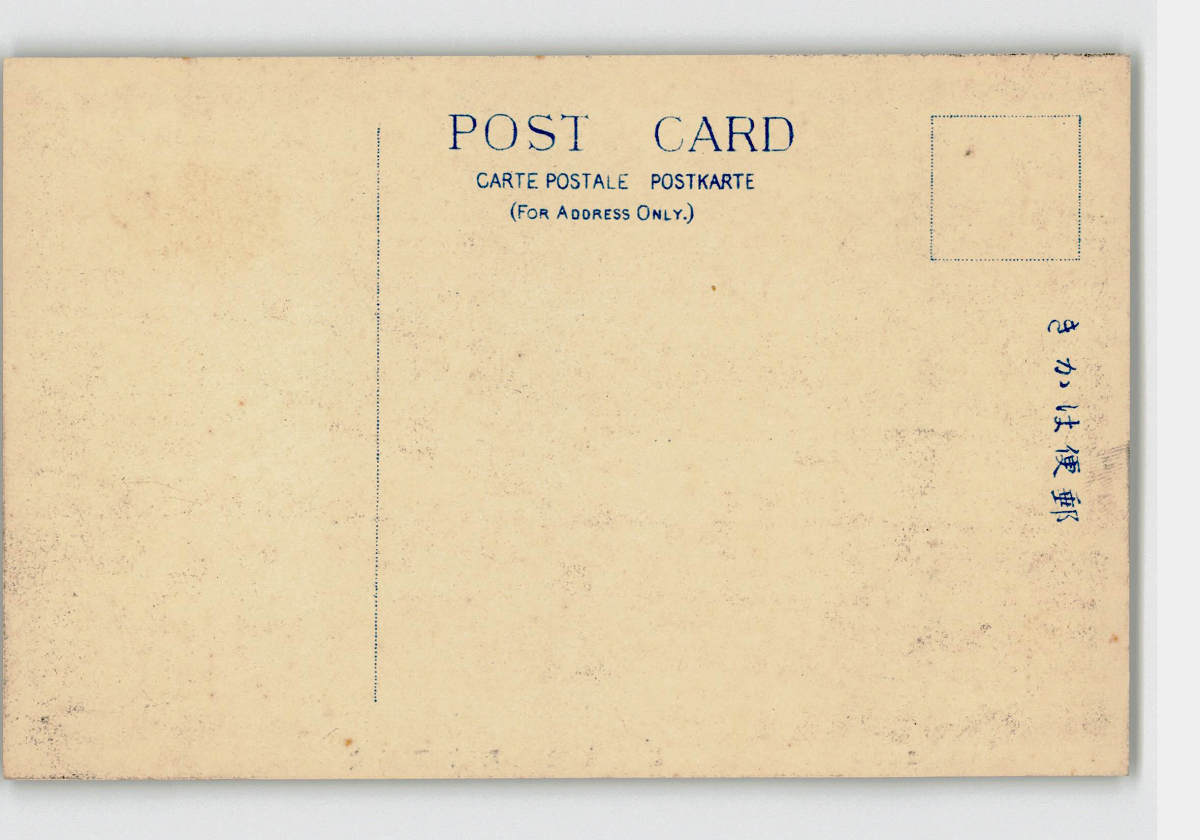 POST CARD
CARTE POSTALE POSTKARTE
(FOR ADDRESS ONLY.)
郵便はかき